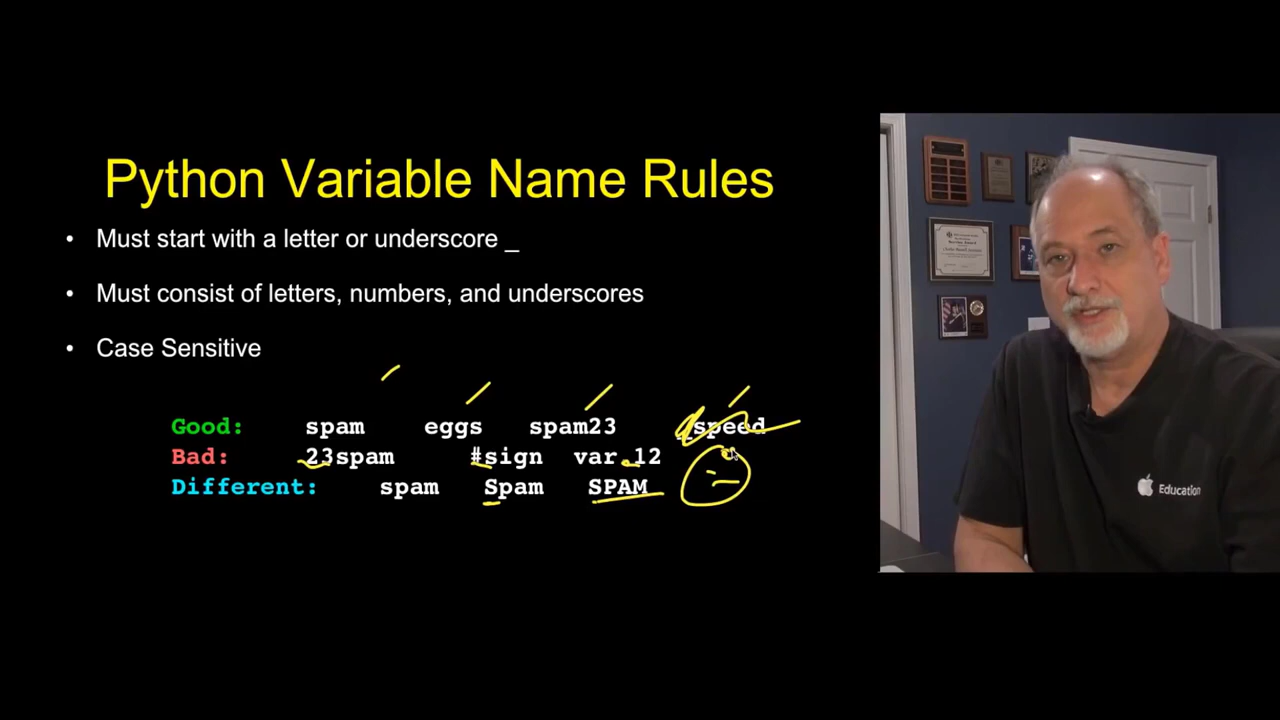 Python Variable Name Rules
• Must start with a letter or underscore _
• Must consist of letters, numbers, and underscores
• Case Sensitive
Good: spam eggs spam23 _speed
Bad: 23spam #sign var.12
Different: spam Spam SPAM
Education